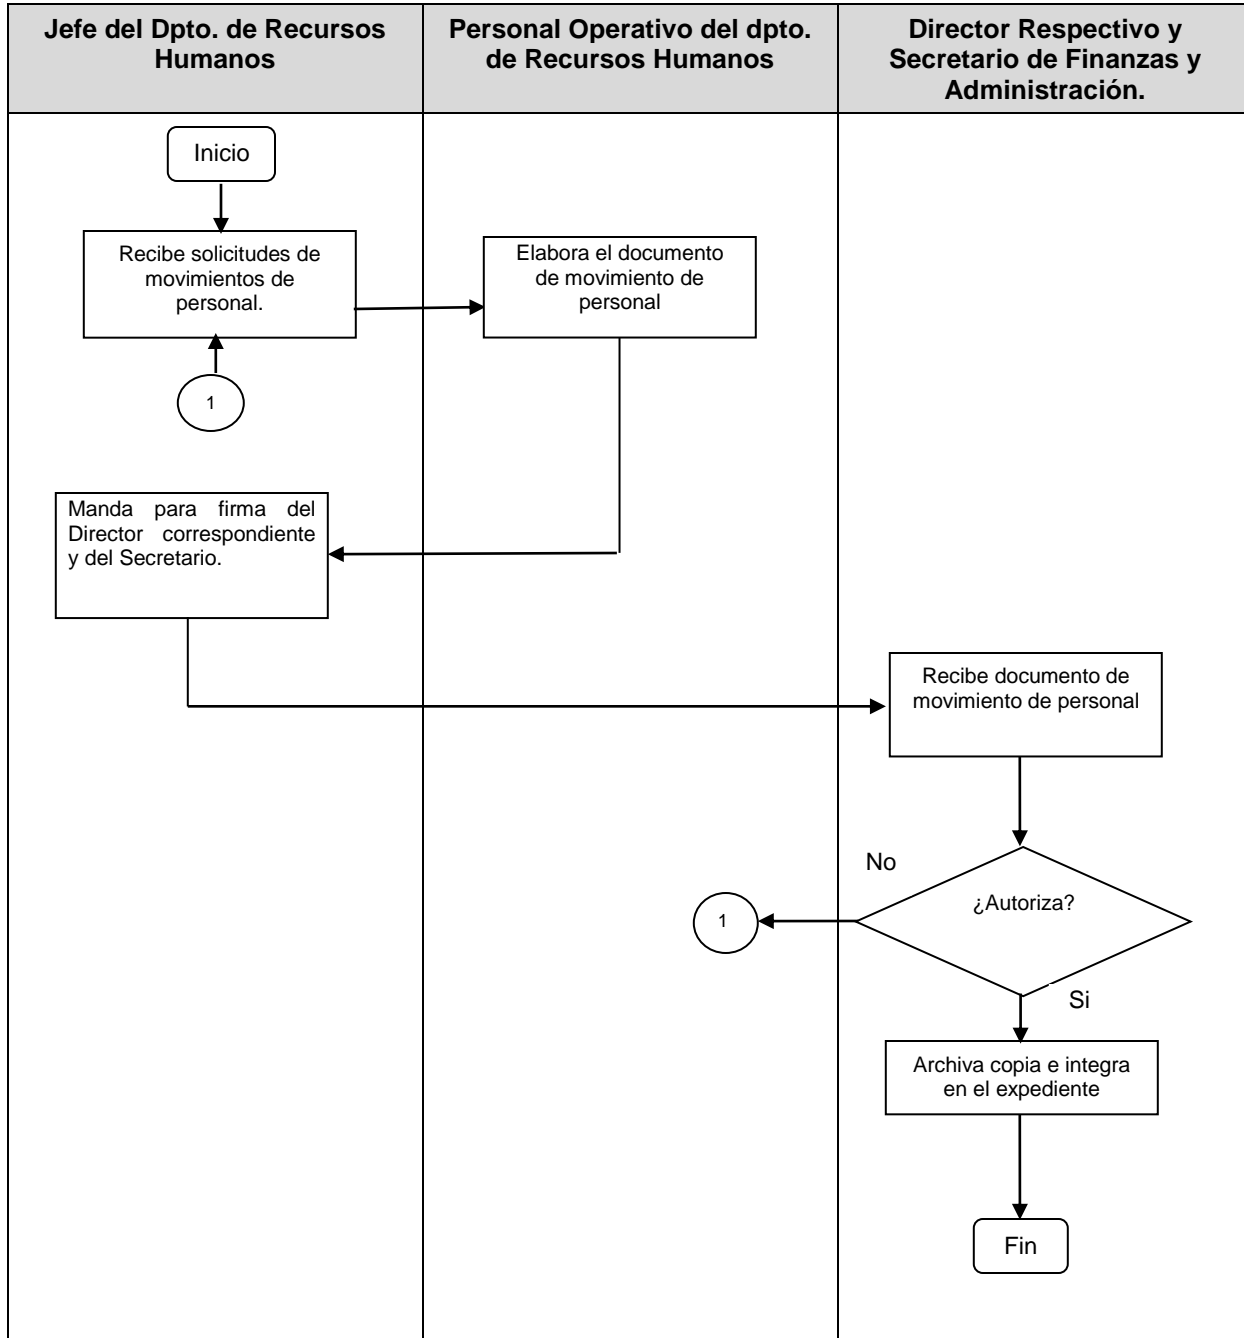 Jefe del Dpto. de Recursos
Humanos
Personal Operativo del dpto.
de Recursos Humanos
Director Respectivo y
Secretario de Finanzas y
Administración.
Inicio
Recibe solicitudes de
movimientos de
personal.
Elabora el documento
de movimiento de
personal
1
Manda para firma del
Director correspondiente
y del Secretario.
Recibe documento de
movimiento de personal
No
¿Autoriza?
1
Si
Archiva copia e integra
en el expediente
Fin